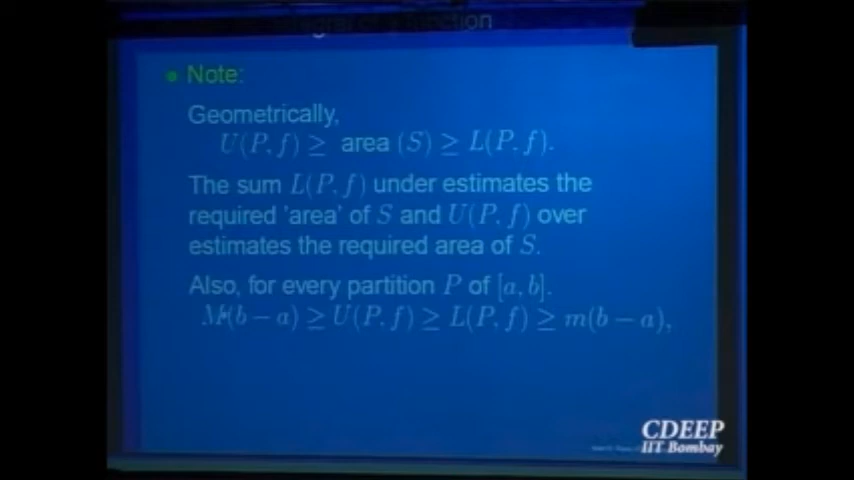 function
Note:
Geometrically,
U(P, f) ≥ area (S) ≥ L(P, f).
The sum L(P, f) under estimates the
required 'area' of S and U(P, f) over
estimates the required area of S.
Also, for every partition P of [a, b].
M(b − a) ≥ U(P, f) ≥ L(P, f) ≥ m(b − a),
CDEEP
IIT Bombay